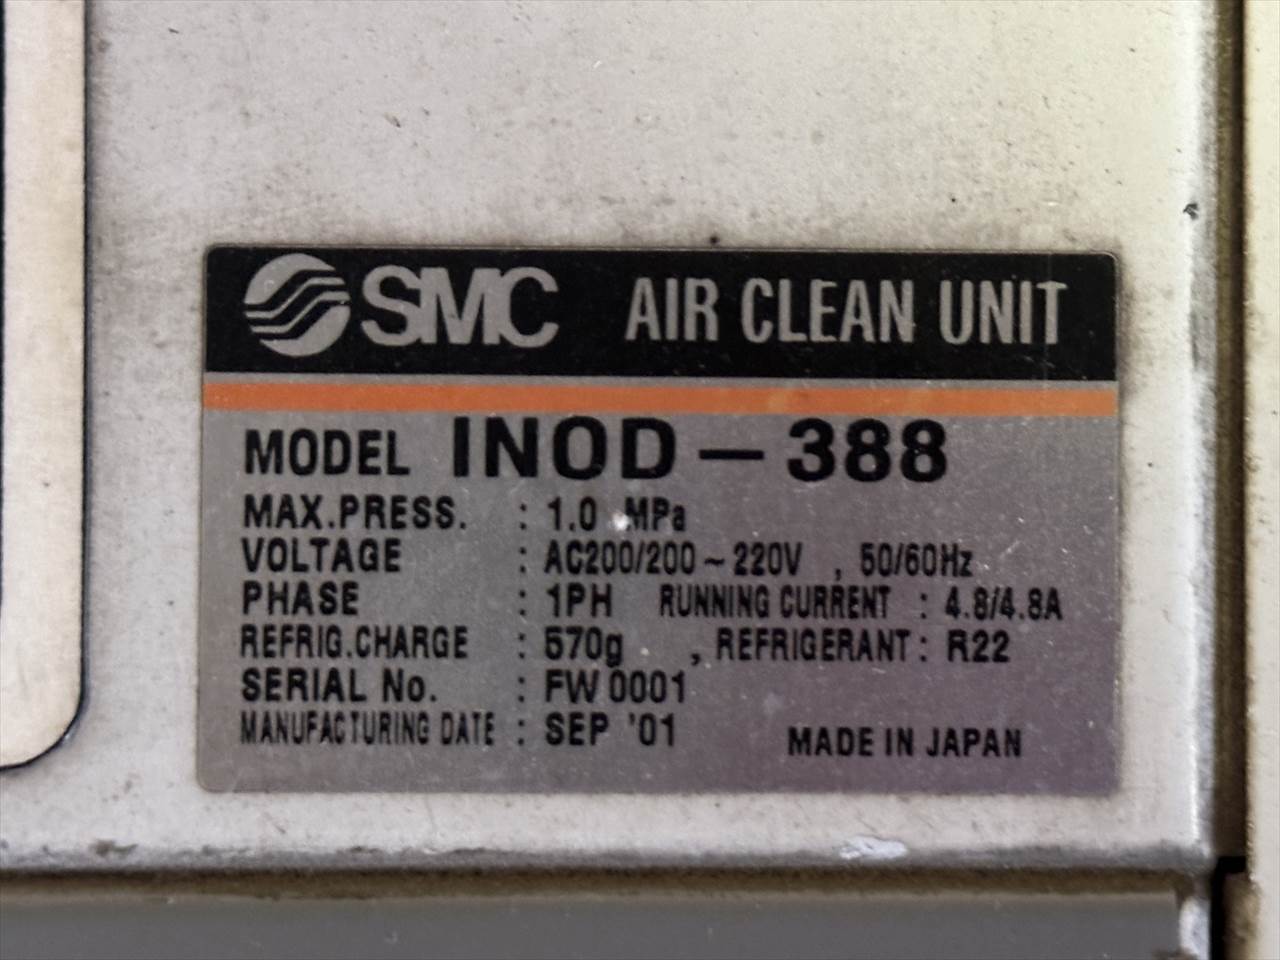 SMC AIR CLEAN UNIT
MODEL INOD-388
MAX.PRESS. : 1.0 MPa
VOLTAGE : AC200/200~220V , 50/60Hz
PHASE : 1PH RUNNING CURRENT : 4.8/4.8A
REFRIG.CHARGE : 570g , REFRIGERANT : R22
SERIAL No. : FW0001
MANUFACTURING DATE : SEP '01 MADE IN JAPAN